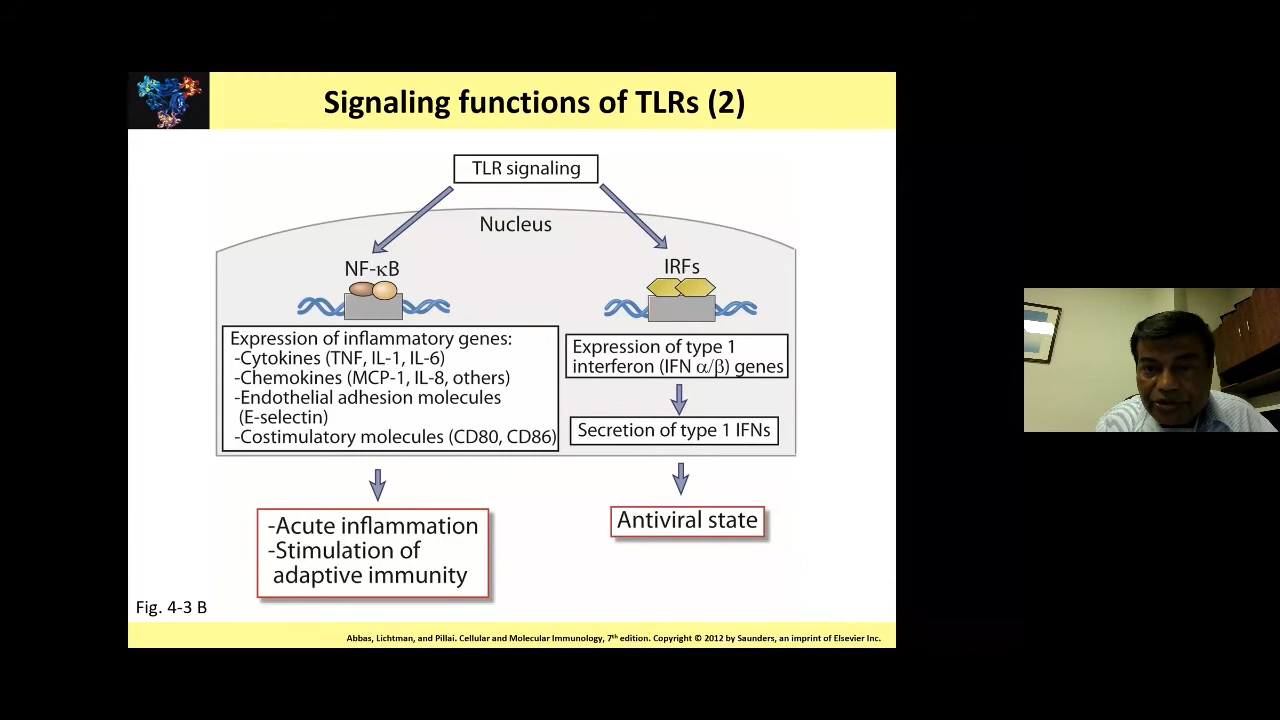 Signaling functions of TLRs (2)
TLR signaling
Nucleus
NF-κB
IRFs
Expression of inflammatory genes:
-Cytokines (TNF, IL-1, IL-6)
-Chemokines (MCP-1, IL-8, others)
-Endothelial adhesion molecules
(E-selectin)
-Costimulatory molecules (CD80, CD86)
Expression of type 1
interferon (IFN α/β) genes
Secretion of type 1 IFNs
-Acute inflammation
-Stimulation of
adaptive immunity
Antiviral state
Fig. 4-3 B
Abbas, Lichtman, and Pillai. Cellular and Molecular Immunology, 7th edition. Copyright © 2012 by Saunders, an imprint of Elsevier Inc.